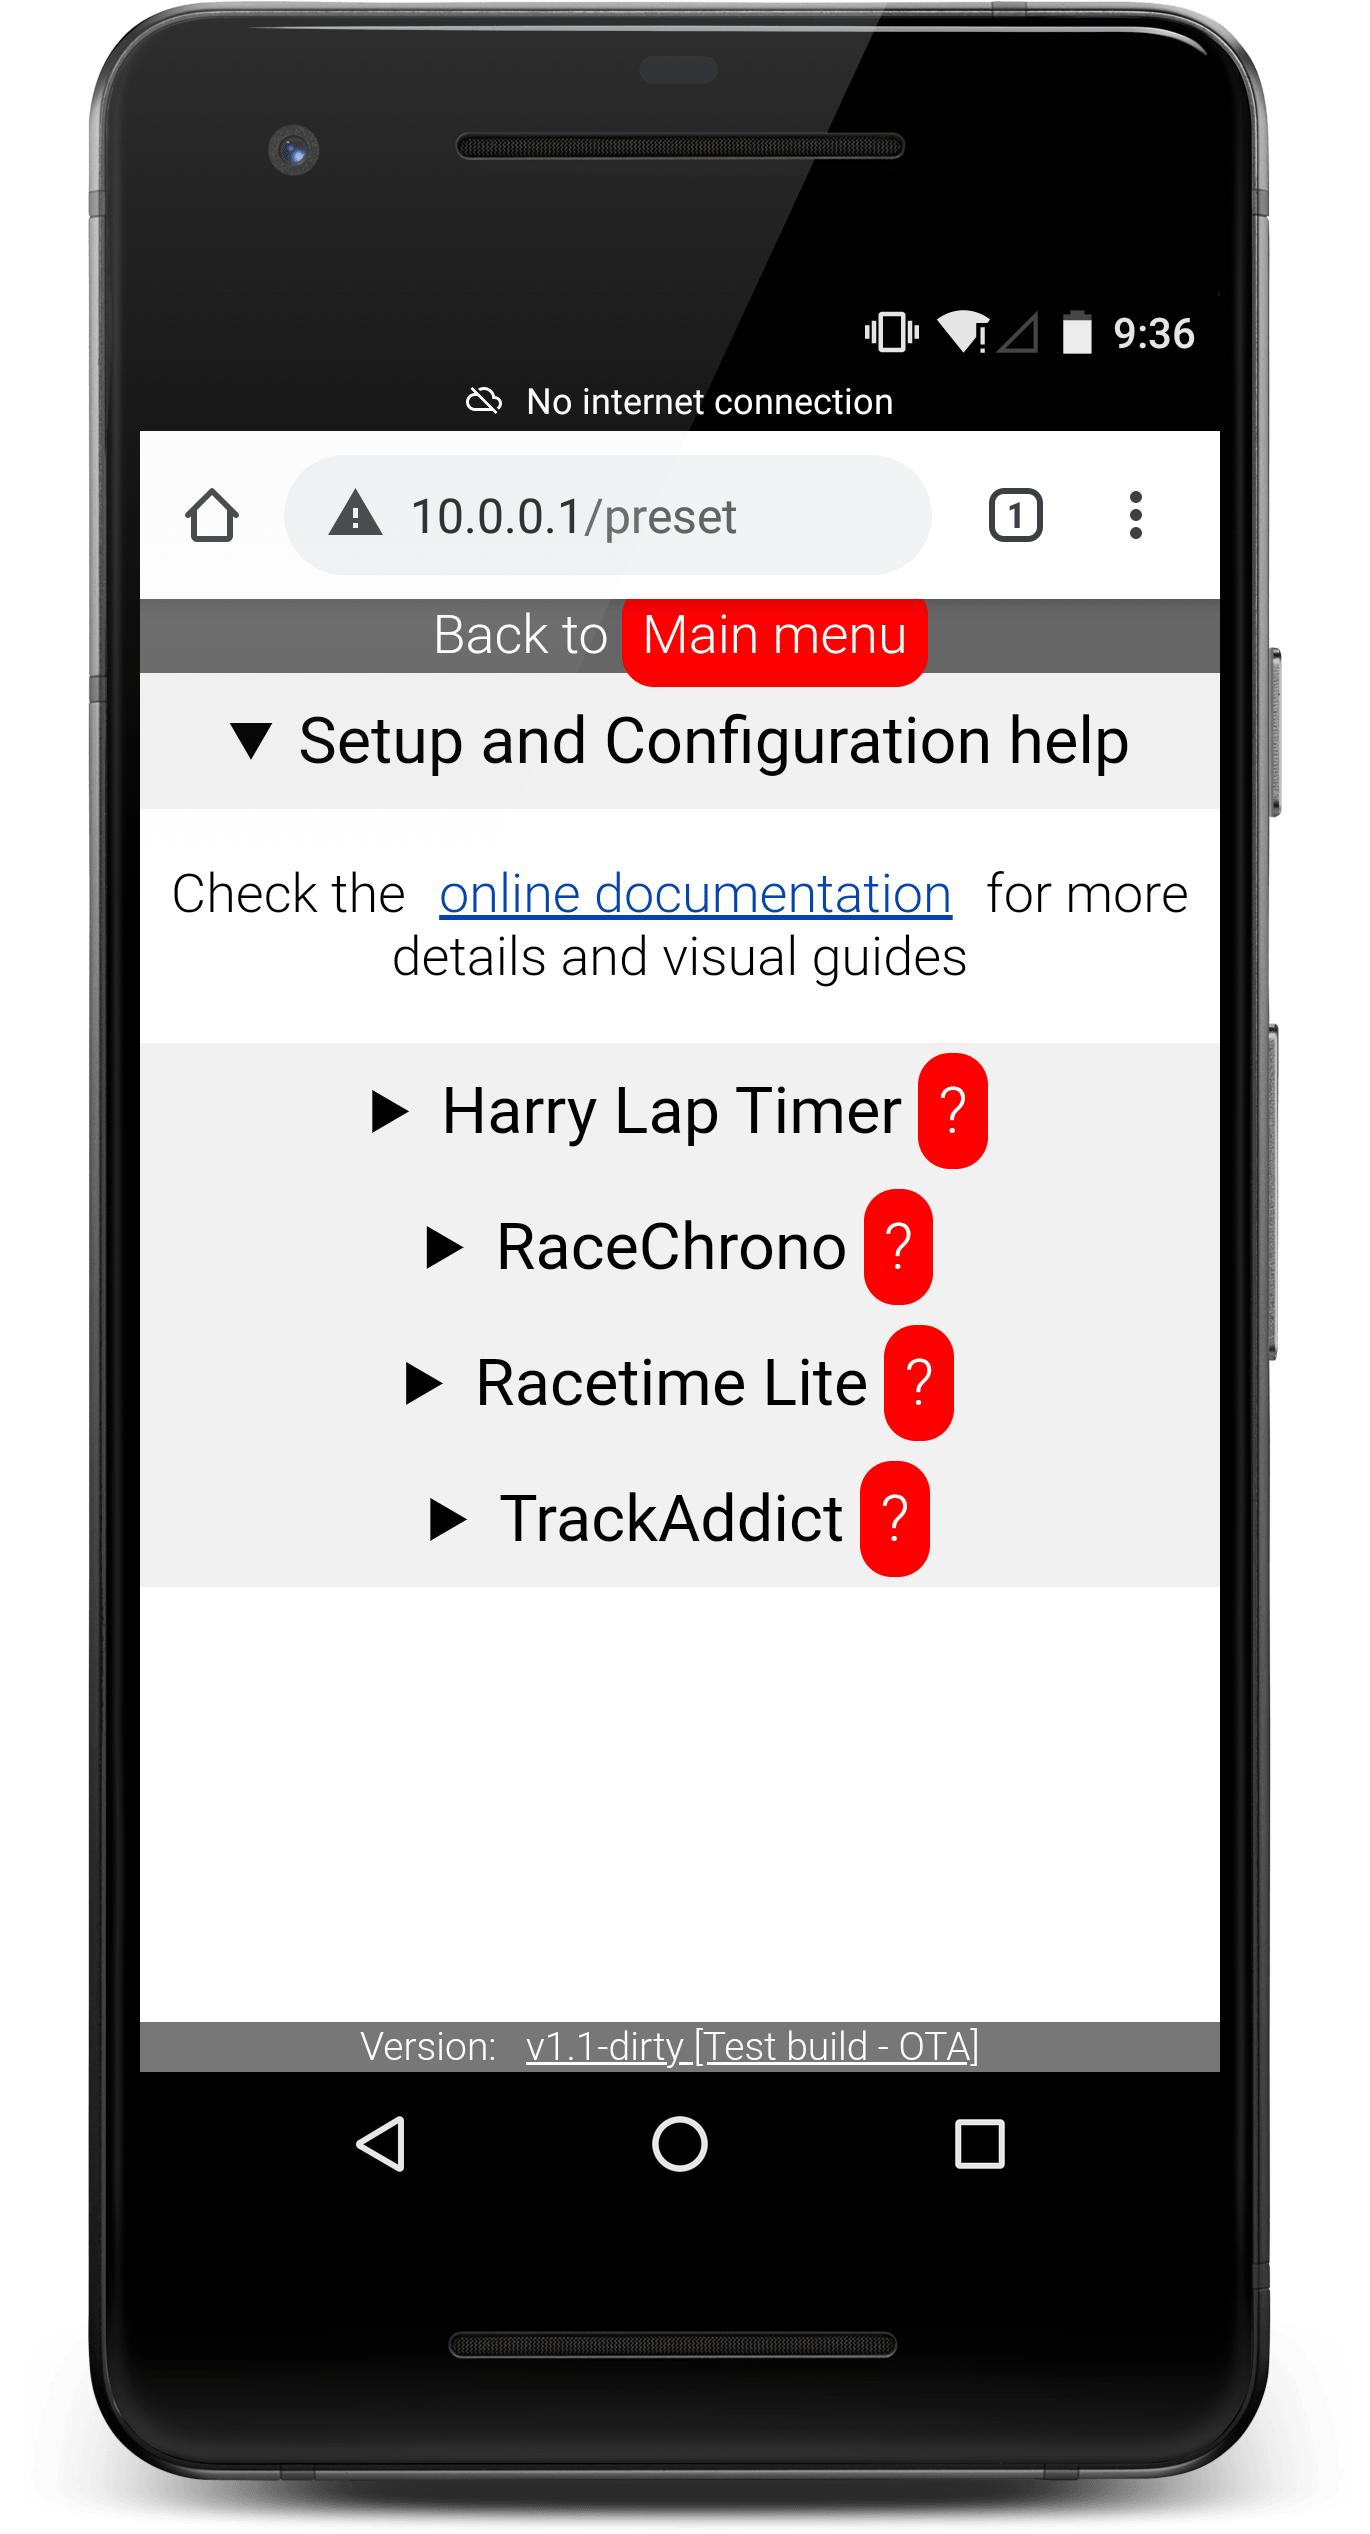 9:36
No internet connection
10.0.0.1/preset
1
Back to Main menu
▼ Setup and Configuration help
Check the online documentation for more
details and visual guides
▶ Harry Lap Timer ?
▶ RaceChrono ?
▶ Racetime Lite ?
▶ TrackAddict ?
Version: v1.1-dirty [Test build - OTA]